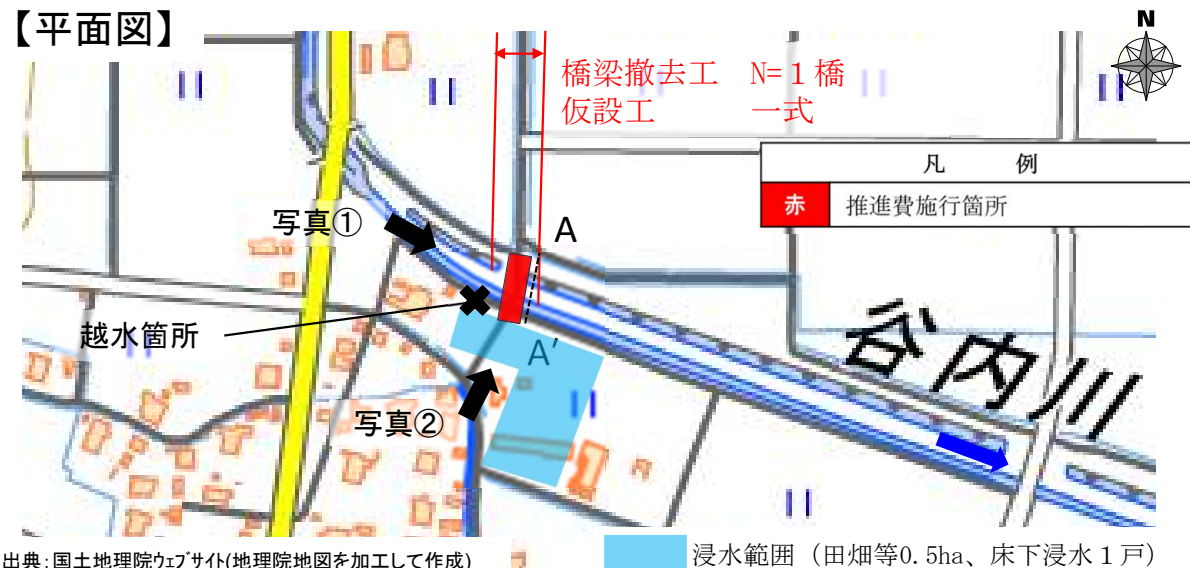 【平面図】
N
橋梁撤去工 N=１橋
仮設工 一式
凡 例
赤 推進費施行箇所
写真①
A
越水箇所
A'
写真②
谷内川
出典：国土地理院ウェブサイト(地理院地図を加工して作成)
浸水範囲（田畑等0.5ha、床下浸水１戸）